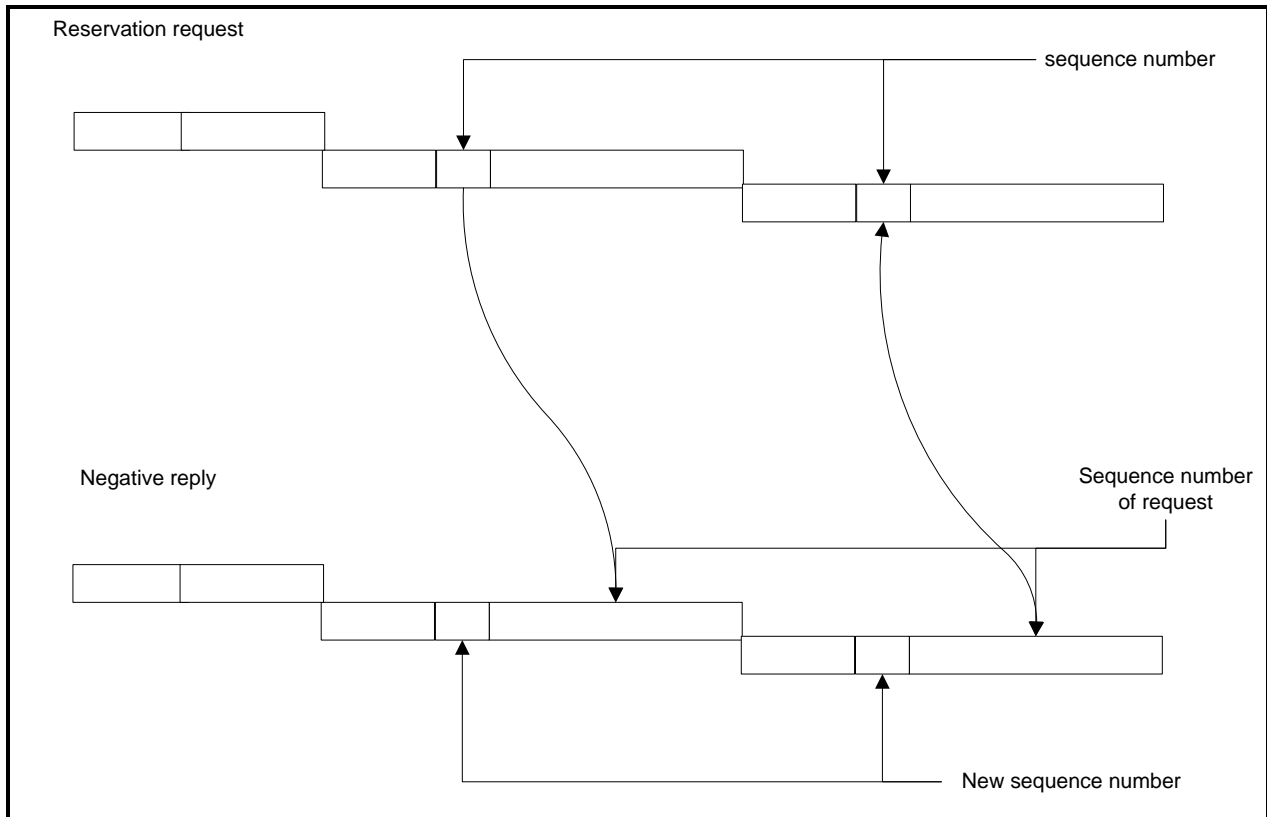 Reservation request
sequence number
Negative reply
Sequence number
of request
New sequence number